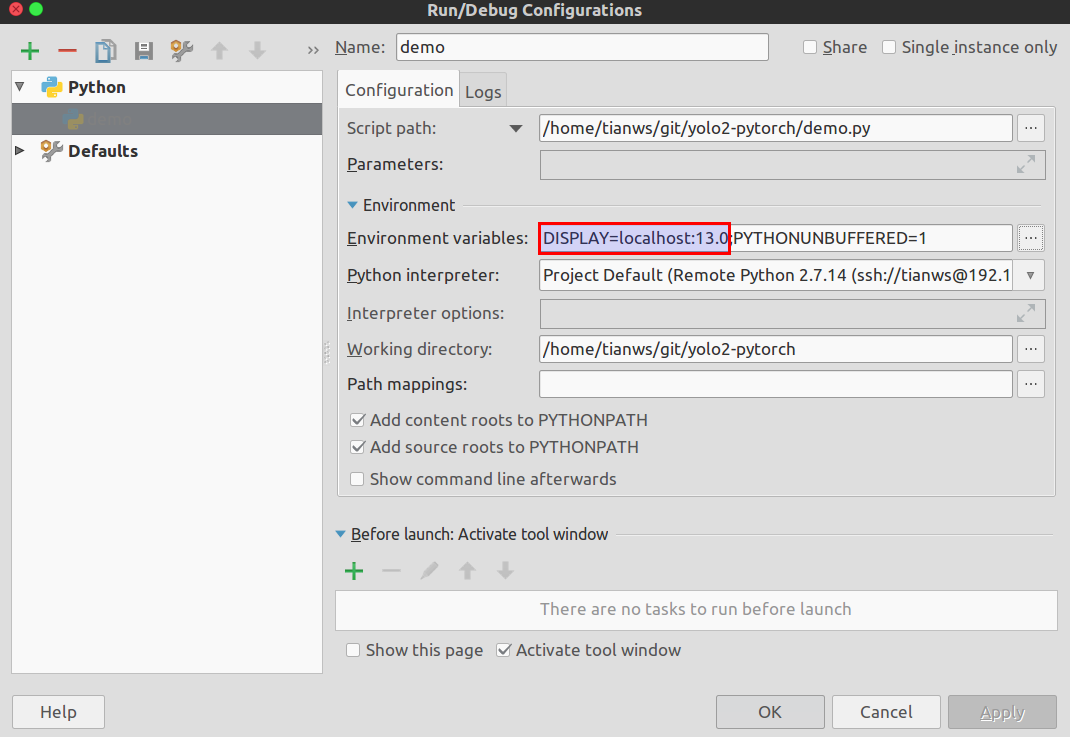 Run/Debug Configurations
Name: demo
Share
Single instance only
Python
demo
Defaults
Configuration
Logs
Script path: /home/tianws/git/yolo2-pytorch/demo.py
Parameters:
Environment
Environment variables: DISPLAY=localhost:13.0;PYTHONUNBUFFERED=1
Python interpreter: Project Default (Remote Python 2.7.14 (ssh://tianws@192.1
Interpreter options:
Working directory: /home/tianws/git/yolo2-pytorch
Path mappings:
Add content roots to PYTHONPATH
Add source roots to PYTHONPATH
Show command line afterwards
Before launch: Activate tool window
There are no tasks to run before launch
Show this page
Activate tool window
Help
OK
Cancel
Apply